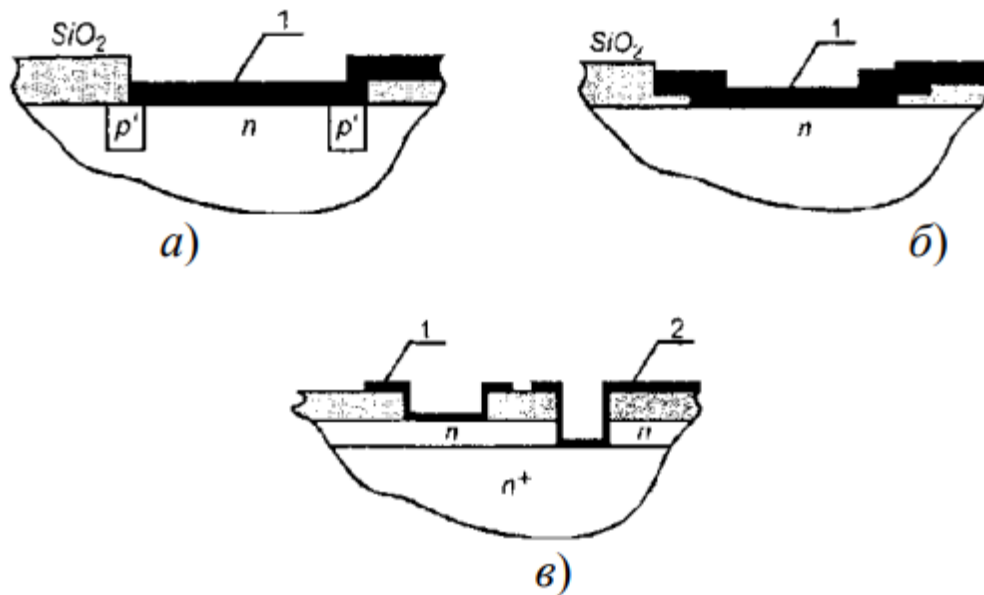 SiO₂ 1
p' n p'
а)
SiO₂ 1
n
б)
1 2
n n
n⁺
в)